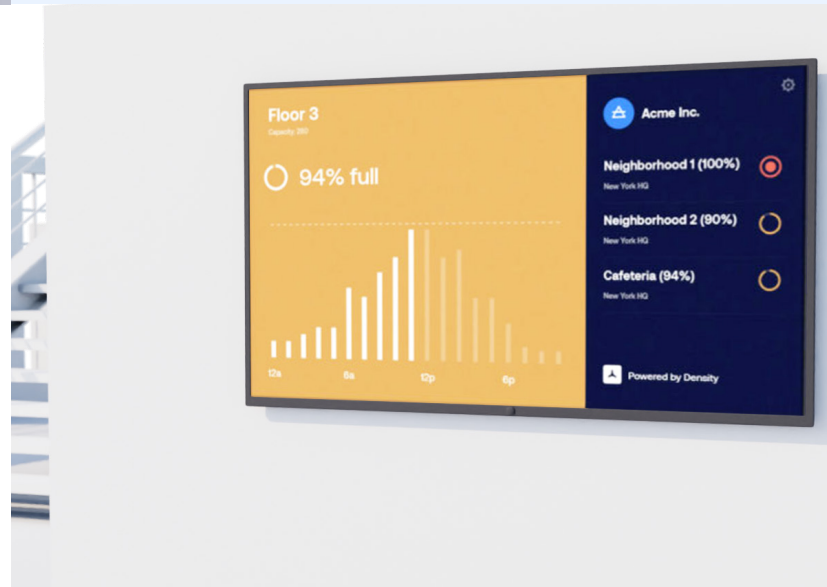 Floor 3
94% full
12a
6a
12p
6p
Acme Inc.
Neighborhood 1 (100%)
New York HQ
Neighborhood 2 (90%)
New York HQ
Cafeteria (94%)
New York HQ
Powered by Density